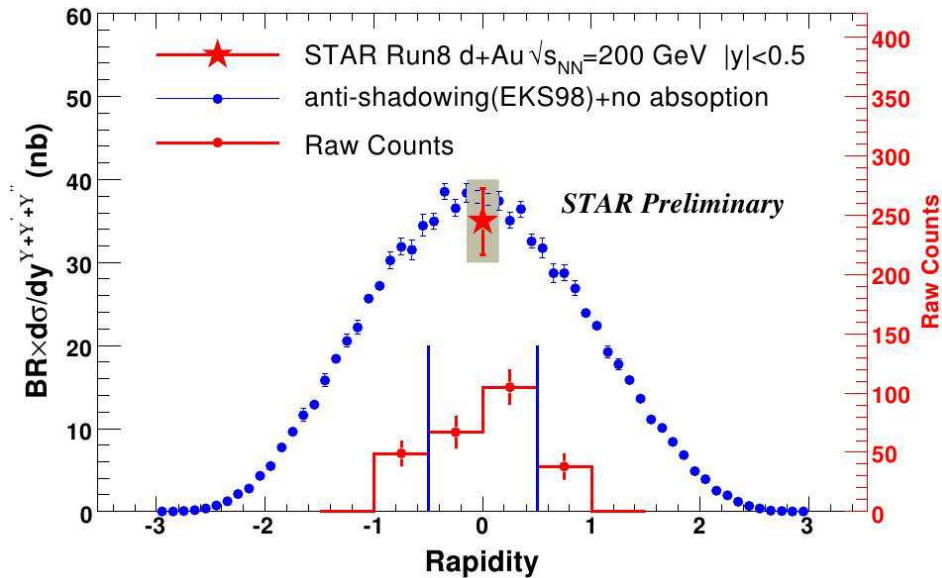 STAR Run8 d+Au √s_NN=200 GeV |y|<0.5
anti-shadowing(EKS98)+no absoption
Raw Counts
STAR Preliminary
BR×dσ/dy^Υ+Υ'+Υ'' (nb)
60
50
40
30
20
10
0
-3 -2 -1 0 1 2 3
Rapidity
400
350
300
250
200
150
100
50
0
Raw Counts